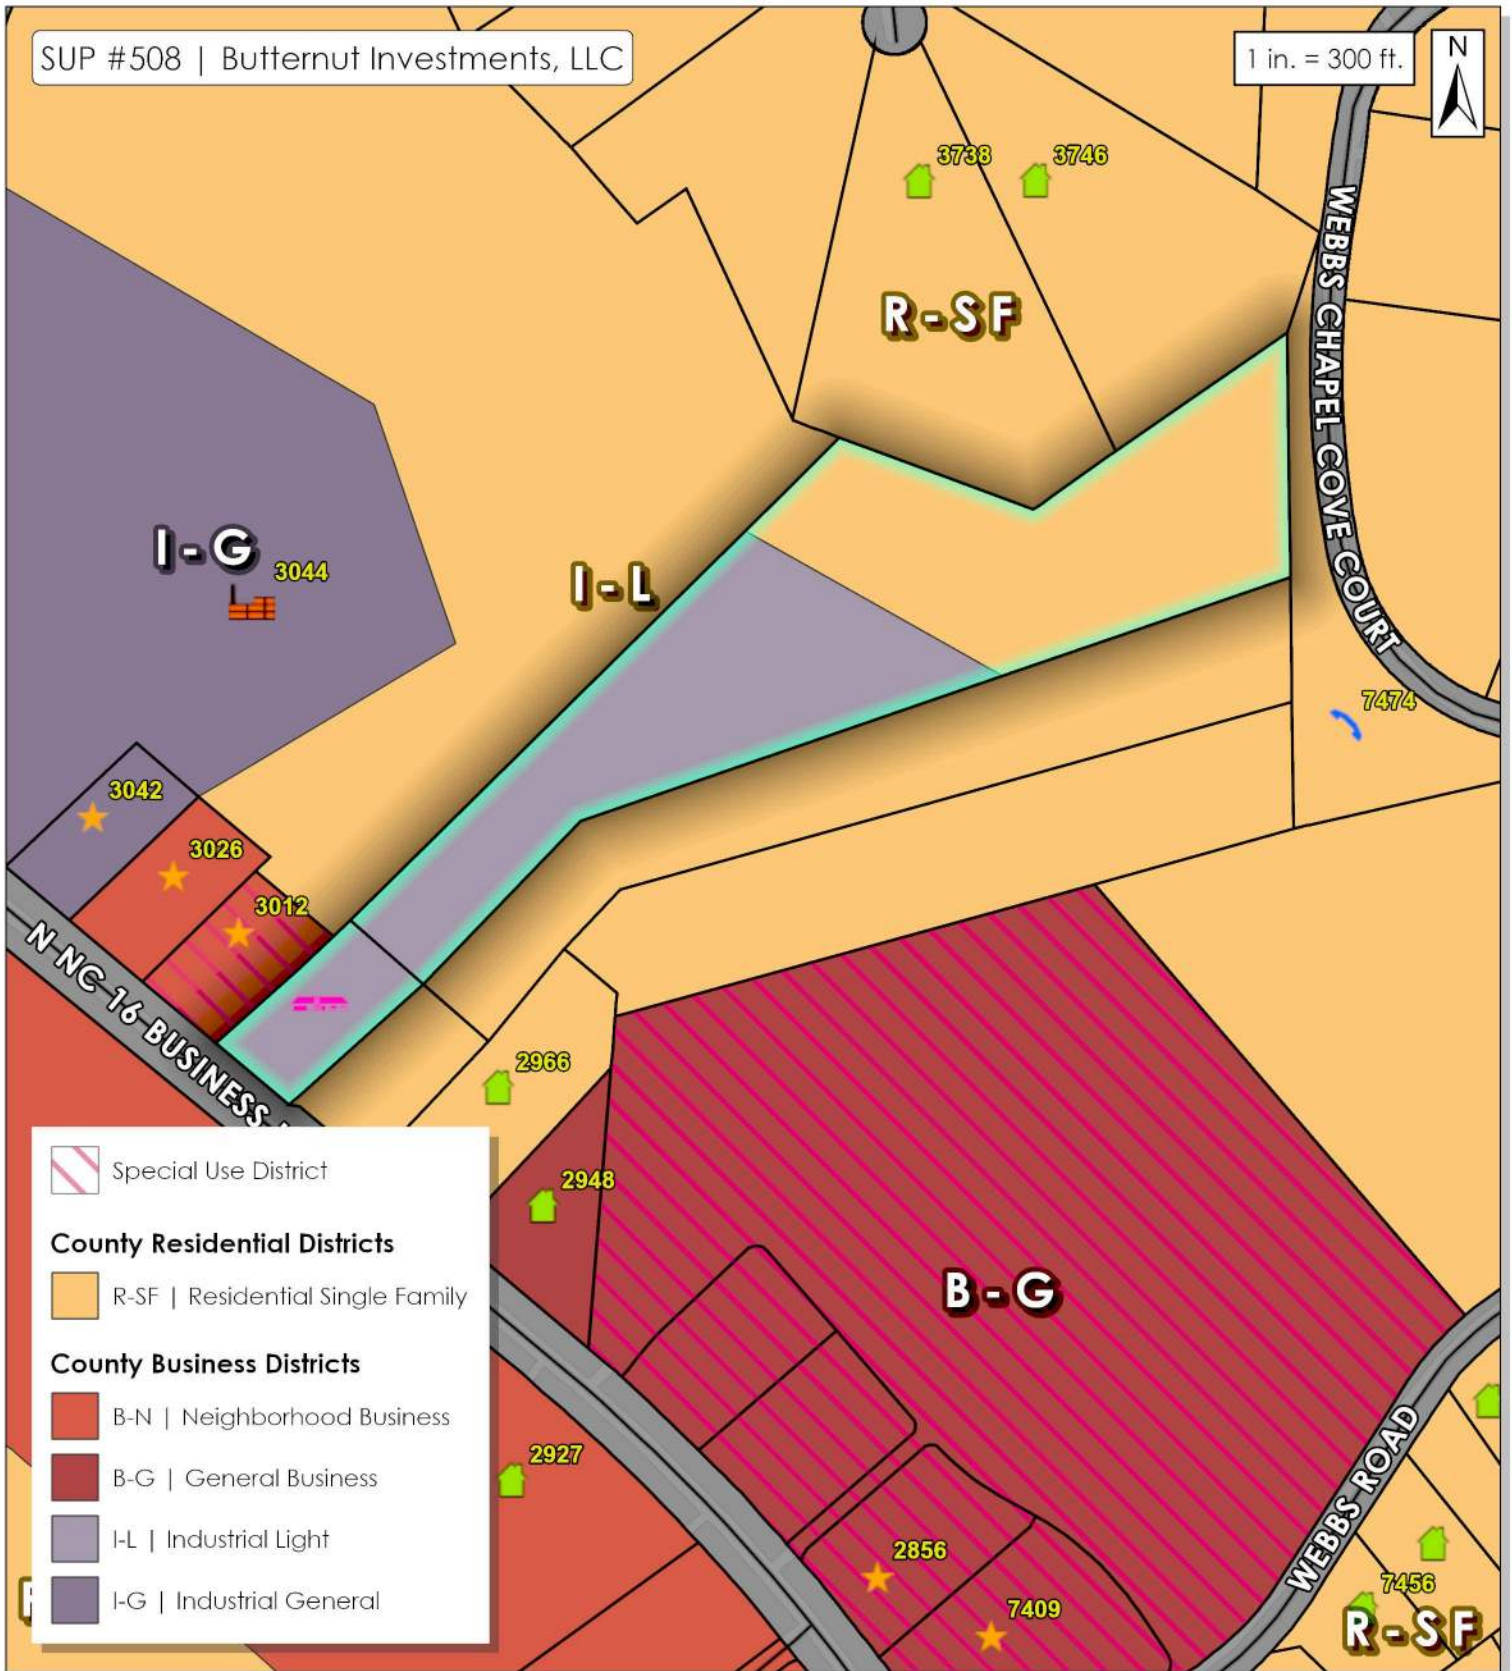 SUP #508 | Butternut Investments, LLC
1 in. = 300 ft.
N
3738
3746
WEBBS CHAPEL COVE COURT
R-SF
I-G
3044
I-L
7474
3042
3026
3012
N NC 16 BUSINESS
2966
2948
B-G
Special Use District
County Residential Districts
R-SF | Residential Single Family
County Business Districts
B-N | Neighborhood Business
B-G | General Business
I-L | Industrial Light
I-G | Industrial General
2927
WEBBS ROAD
2856
7409
7456
R-SF